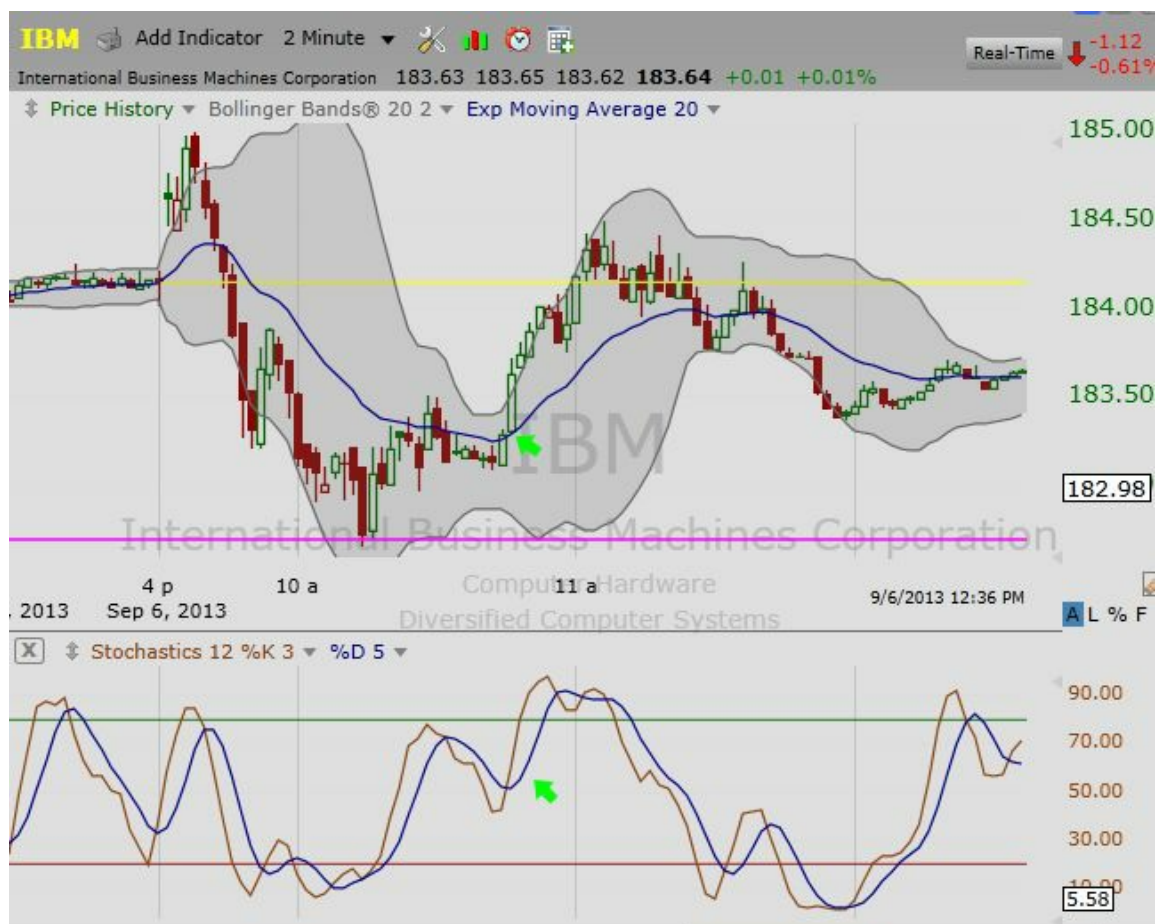 IBM Add Indicator 2 Minute
Real-Time -1.12
-0.61%
International Business Machines Corporation 183.63 183.65 183.62 183.64 +0.01 +0.01%
Price History Bollinger Bands® 20 2 Exp Moving Average 20
185.00
184.50
184.00
183.50
IBM
182.98
International Business Machines Corporation
4 p 10 a Computer Hardware 11 a
, 2013 Sep 6, 2013 Diversified Computer Systems 9/6/2013 12:36 PM
A L % F
X Stochastics 12 %K 3 %D 5
90.00
70.00
50.00
30.00
10.00
5.58